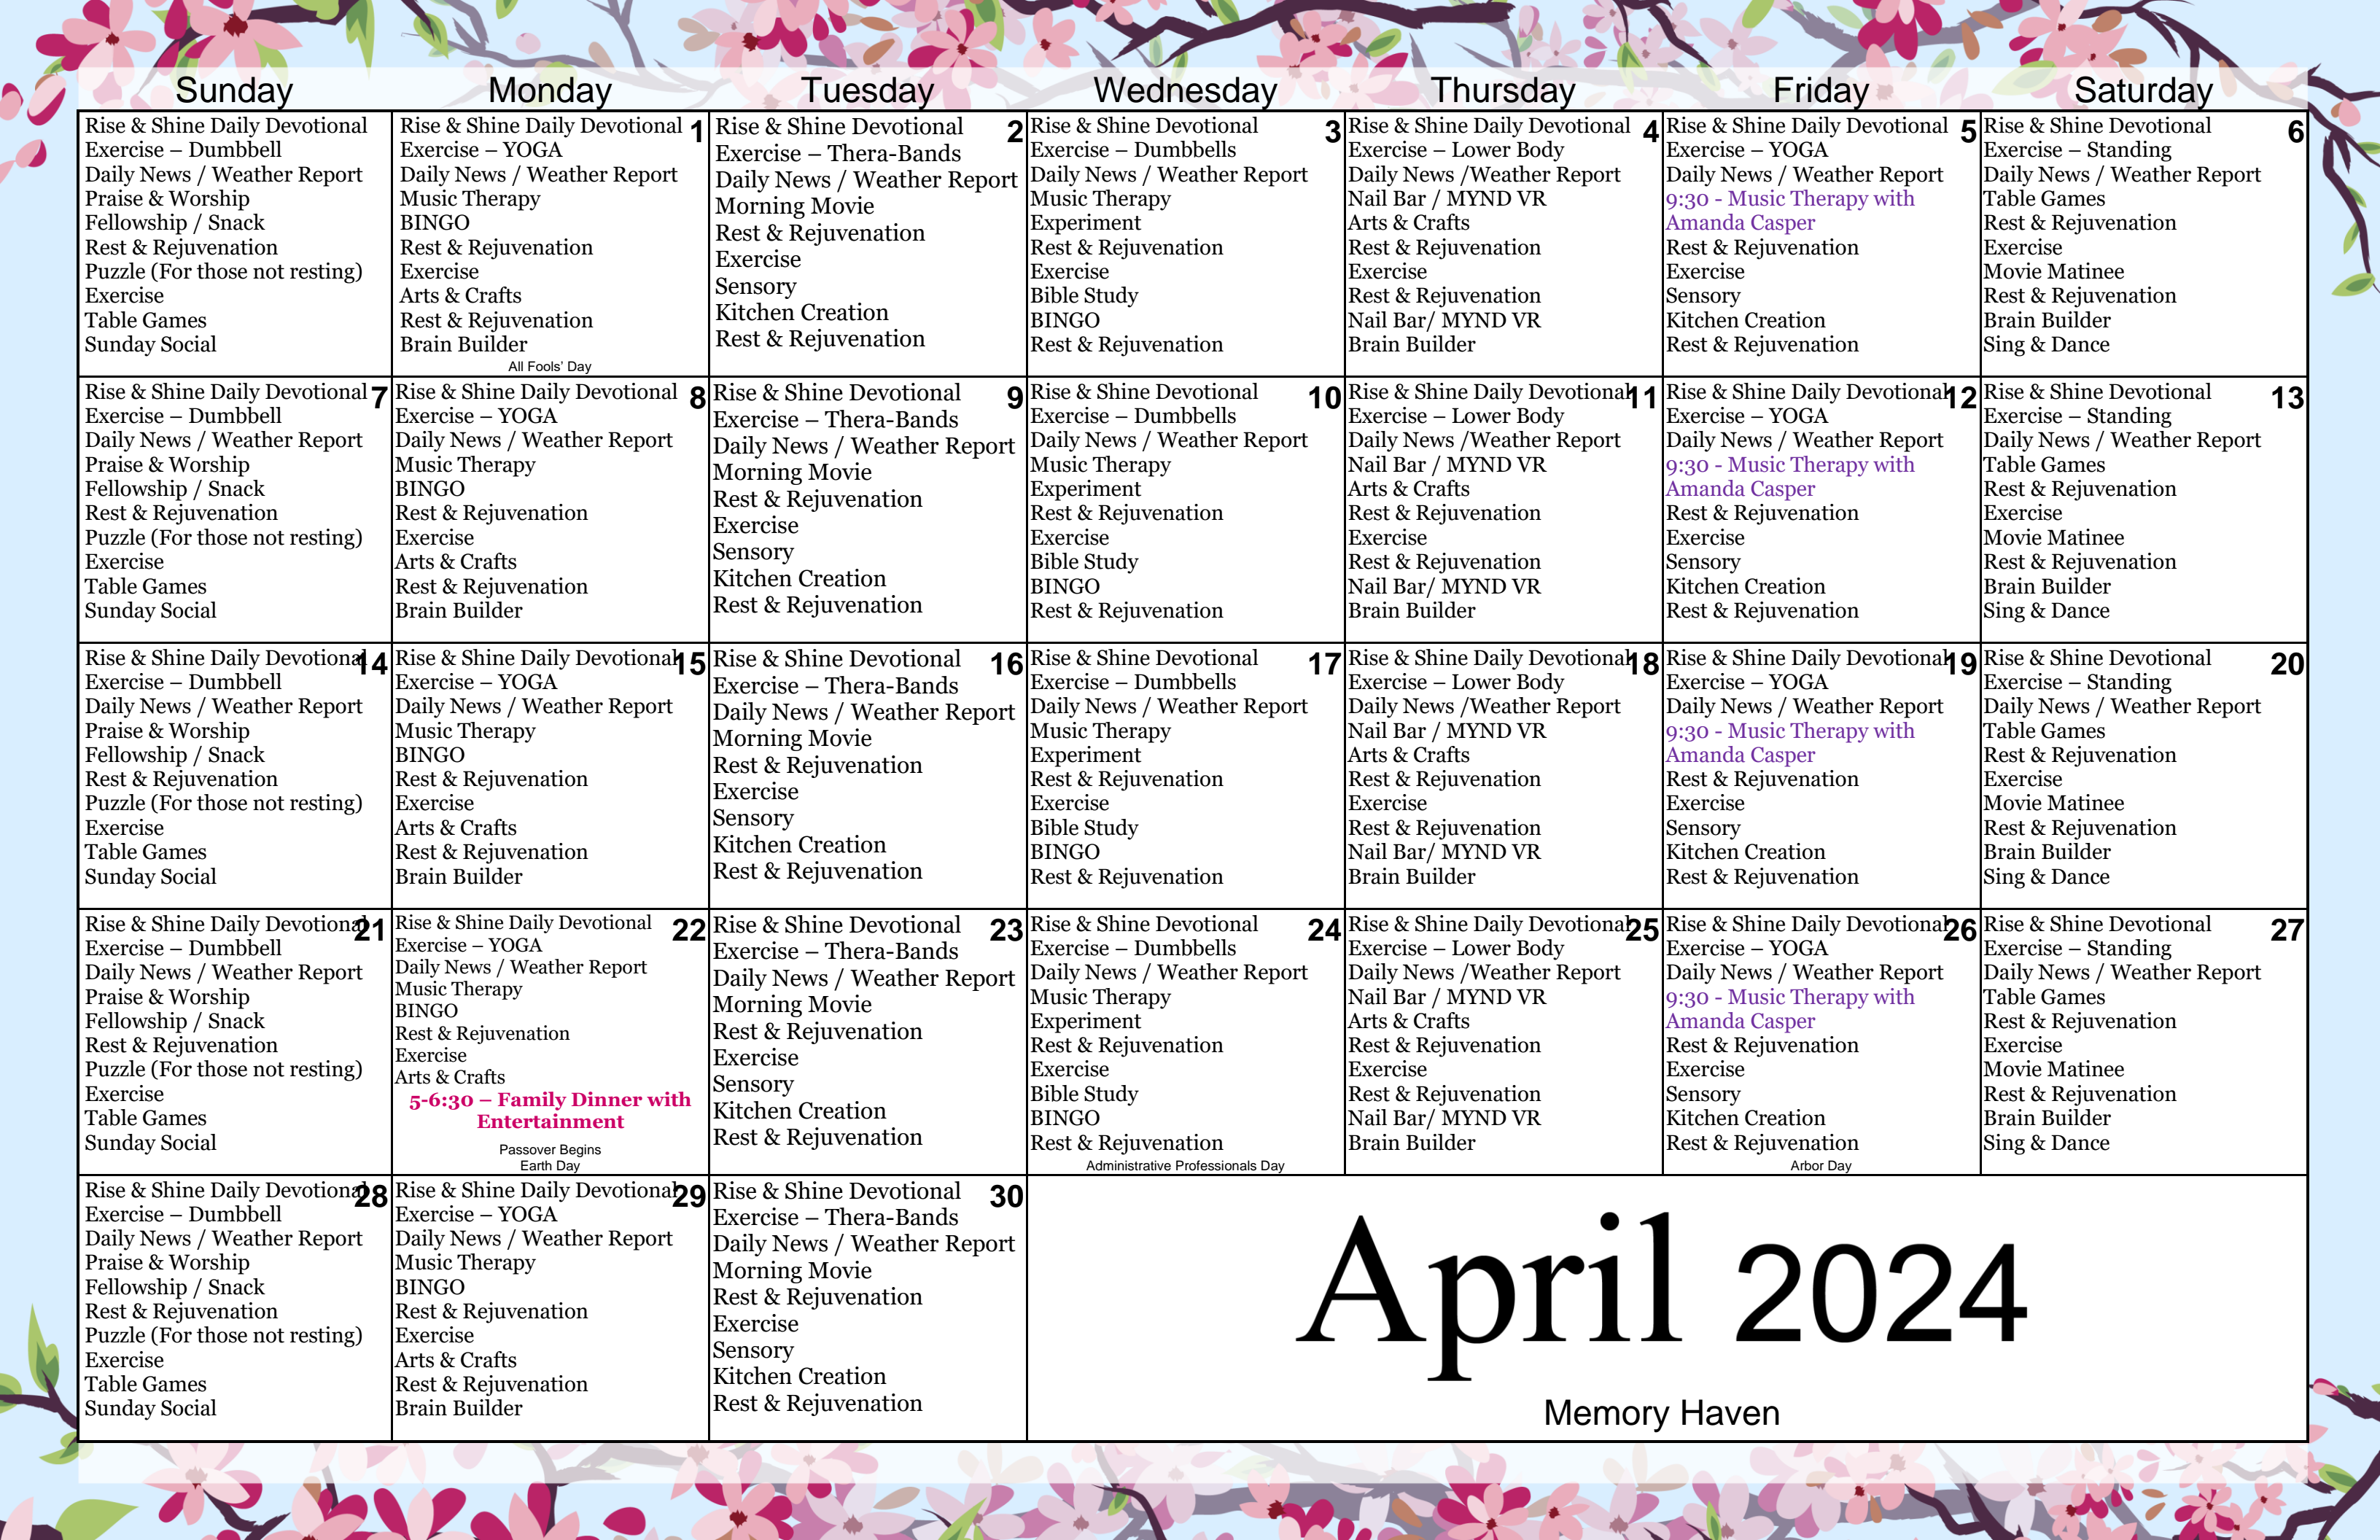 Sunday
Monday
Tuesday
Wednesday
Thursday
Friday
Saturday
Rise & Shine Daily Devotional
Exercise – Dumbbell
Daily News / Weather Report
Praise & Worship
Fellowship / Snack
Rest & Rejuvenation
Puzzle (For those not resting)
Exercise
Table Games
Sunday Social
1
Rise & Shine Daily Devotional
Exercise – YOGA
Daily News / Weather Report
Music Therapy
BINGO
Rest & Rejuvenation
Exercise
Arts & Crafts
Rest & Rejuvenation
Brain Builder
All Fools' Day
2
Rise & Shine Devotional
Exercise – Thera-Bands
Daily News / Weather Report
Morning Movie
Rest & Rejuvenation
Exercise
Sensory
Kitchen Creation
Rest & Rejuvenation
3
Rise & Shine Devotional
Exercise – Dumbbells
Daily News / Weather Report
Music Therapy
Experiment
Rest & Rejuvenation
Exercise
Bible Study
BINGO
Rest & Rejuvenation
4
Rise & Shine Daily Devotional
Exercise – Lower Body
Daily News /Weather Report
Nail Bar / MYND VR
Arts & Crafts
Rest & Rejuvenation
Exercise
Rest & Rejuvenation
Nail Bar/ MYND VR
Brain Builder
5
Rise & Shine Daily Devotional
Exercise – YOGA
Daily News / Weather Report
9:30 - Music Therapy with
Amanda Casper
Rest & Rejuvenation
Exercise
Sensory
Kitchen Creation
Rest & Rejuvenation
6
Rise & Shine Devotional
Exercise – Standing
Daily News / Weather Report
Table Games
Rest & Rejuvenation
Exercise
Movie Matinee
Rest & Rejuvenation
Brain Builder
Sing & Dance
7
Rise & Shine Daily Devotional
Exercise – Dumbbell
Daily News / Weather Report
Praise & Worship
Fellowship / Snack
Rest & Rejuvenation
Puzzle (For those not resting)
Exercise
Table Games
Sunday Social
8
Rise & Shine Daily Devotional
Exercise – YOGA
Daily News / Weather Report
Music Therapy
BINGO
Rest & Rejuvenation
Exercise
Arts & Crafts
Rest & Rejuvenation
Brain Builder
9
Rise & Shine Devotional
Exercise – Thera-Bands
Daily News / Weather Report
Morning Movie
Rest & Rejuvenation
Exercise
Sensory
Kitchen Creation
Rest & Rejuvenation
10
Rise & Shine Devotional
Exercise – Dumbbells
Daily News / Weather Report
Music Therapy
Experiment
Rest & Rejuvenation
Exercise
Bible Study
BINGO
Rest & Rejuvenation
11
Rise & Shine Daily Devotional
Exercise – Lower Body
Daily News /Weather Report
Nail Bar / MYND VR
Arts & Crafts
Rest & Rejuvenation
Exercise
Rest & Rejuvenation
Nail Bar/ MYND VR
Brain Builder
12
Rise & Shine Daily Devotional
Exercise – YOGA
Daily News / Weather Report
9:30 - Music Therapy with
Amanda Casper
Rest & Rejuvenation
Exercise
Sensory
Kitchen Creation
Rest & Rejuvenation
13
Rise & Shine Devotional
Exercise – Standing
Daily News / Weather Report
Table Games
Rest & Rejuvenation
Exercise
Movie Matinee
Rest & Rejuvenation
Brain Builder
Sing & Dance
14
Rise & Shine Daily Devotional
Exercise – Dumbbell
Daily News / Weather Report
Praise & Worship
Fellowship / Snack
Rest & Rejuvenation
Puzzle (For those not resting)
Exercise
Table Games
Sunday Social
15
Rise & Shine Daily Devotional
Exercise – YOGA
Daily News / Weather Report
Music Therapy
BINGO
Rest & Rejuvenation
Exercise
Arts & Crafts
Rest & Rejuvenation
Brain Builder
16
Rise & Shine Devotional
Exercise – Thera-Bands
Daily News / Weather Report
Morning Movie
Rest & Rejuvenation
Exercise
Sensory
Kitchen Creation
Rest & Rejuvenation
17
Rise & Shine Devotional
Exercise – Dumbbells
Daily News / Weather Report
Music Therapy
Experiment
Rest & Rejuvenation
Exercise
Bible Study
BINGO
Rest & Rejuvenation
18
Rise & Shine Daily Devotional
Exercise – Lower Body
Daily News /Weather Report
Nail Bar / MYND VR
Arts & Crafts
Rest & Rejuvenation
Exercise
Rest & Rejuvenation
Nail Bar/ MYND VR
Brain Builder
19
Rise & Shine Daily Devotional
Exercise – YOGA
Daily News / Weather Report
9:30 - Music Therapy with
Amanda Casper
Rest & Rejuvenation
Exercise
Sensory
Kitchen Creation
Rest & Rejuvenation
20
Rise & Shine Devotional
Exercise – Standing
Daily News / Weather Report
Table Games
Rest & Rejuvenation
Exercise
Movie Matinee
Rest & Rejuvenation
Brain Builder
Sing & Dance
21
Rise & Shine Daily Devotional
Exercise – Dumbbell
Daily News / Weather Report
Praise & Worship
Fellowship / Snack
Rest & Rejuvenation
Puzzle (For those not resting)
Exercise
Table Games
Sunday Social
22
Rise & Shine Daily Devotional
Exercise – YOGA
Daily News / Weather Report
Music Therapy
BINGO
Rest & Rejuvenation
Exercise
Arts & Crafts
5-6:30 – Family Dinner with
Entertainment
Passover Begins
Earth Day
23
Rise & Shine Devotional
Exercise – Thera-Bands
Daily News / Weather Report
Morning Movie
Rest & Rejuvenation
Exercise
Sensory
Kitchen Creation
Rest & Rejuvenation
24
Rise & Shine Devotional
Exercise – Dumbbells
Daily News / Weather Report
Music Therapy
Experiment
Rest & Rejuvenation
Exercise
Bible Study
BINGO
Rest & Rejuvenation
Administrative Professionals Day
25
Rise & Shine Daily Devotional
Exercise – Lower Body
Daily News /Weather Report
Nail Bar / MYND VR
Arts & Crafts
Rest & Rejuvenation
Exercise
Rest & Rejuvenation
Nail Bar/ MYND VR
Brain Builder
26
Rise & Shine Daily Devotional
Exercise – YOGA
Daily News / Weather Report
9:30 - Music Therapy with
Amanda Casper
Rest & Rejuvenation
Exercise
Sensory
Kitchen Creation
Rest & Rejuvenation
Arbor Day
27
Rise & Shine Devotional
Exercise – Standing
Daily News / Weather Report
Table Games
Rest & Rejuvenation
Exercise
Movie Matinee
Rest & Rejuvenation
Brain Builder
Sing & Dance
28
Rise & Shine Daily Devotional
Exercise – Dumbbell
Daily News / Weather Report
Praise & Worship
Fellowship / Snack
Rest & Rejuvenation
Puzzle (For those not resting)
Exercise
Table Games
Sunday Social
29
Rise & Shine Daily Devotional
Exercise – YOGA
Daily News / Weather Report
Music Therapy
BINGO
Rest & Rejuvenation
Exercise
Arts & Crafts
Rest & Rejuvenation
Brain Builder
30
Rise & Shine Devotional
Exercise – Thera-Bands
Daily News / Weather Report
Morning Movie
Rest & Rejuvenation
Exercise
Sensory
Kitchen Creation
Rest & Rejuvenation
April 2024
Memory Haven